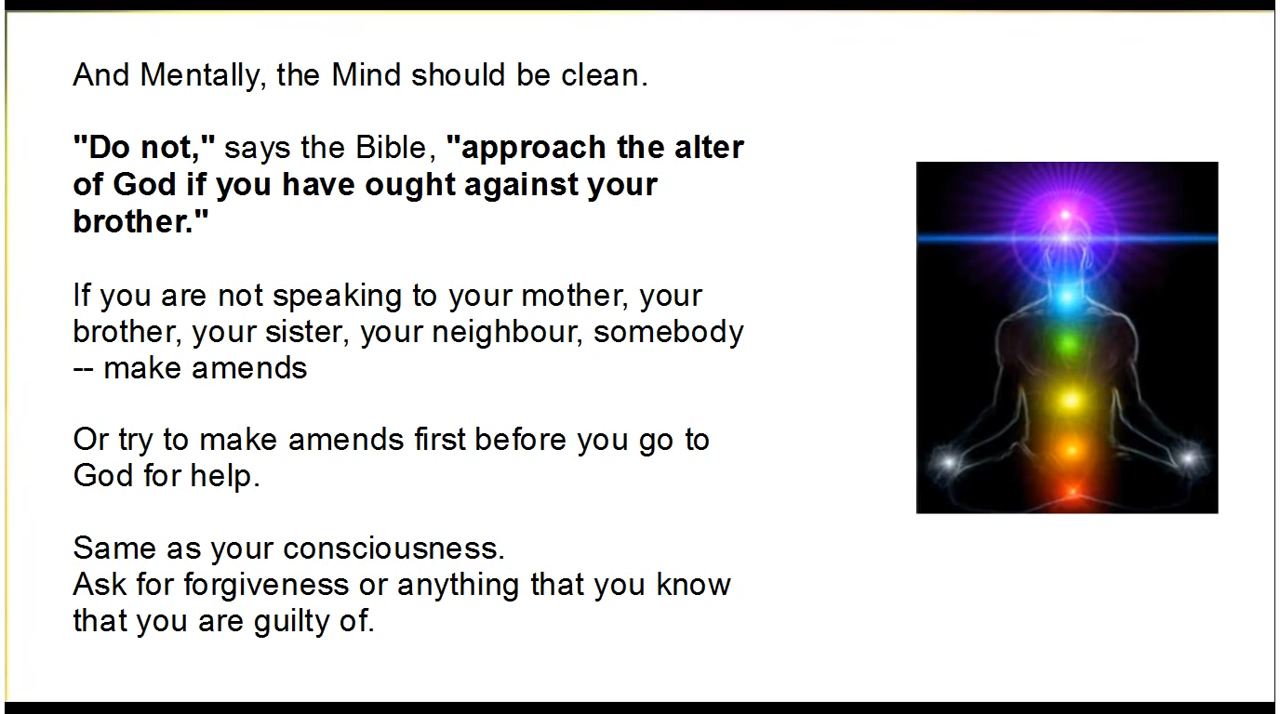 And Mentally, the Mind should be clean.
"Do not," says the Bible, "approach the alter
of God if you have ought against your
brother."
If you are not speaking to your mother, your
brother, your sister, your neighbour, somebody
-- make amends
Or try to make amends first before you go to
God for help.
Same as your consciousness.
Ask for forgiveness or anything that you know
that you are guilty of.